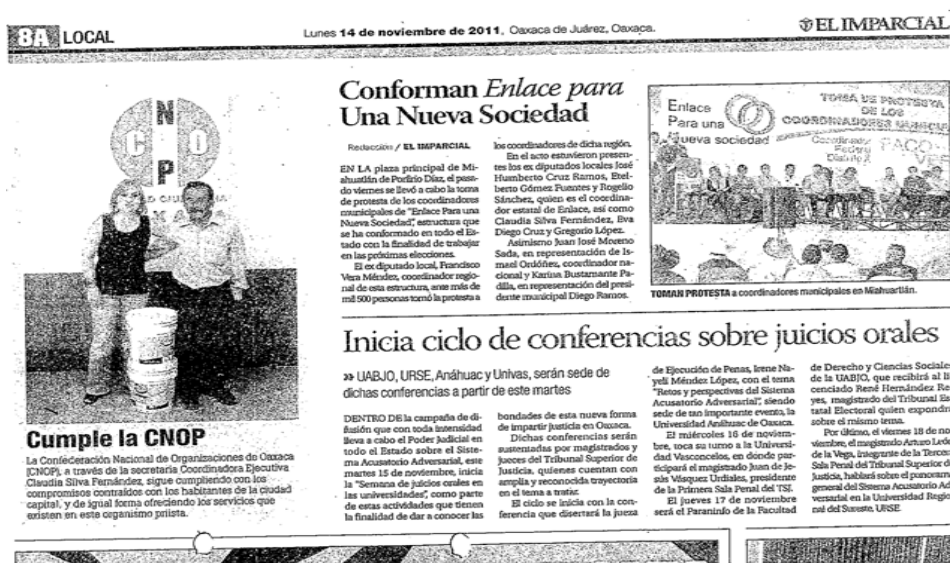 8A LOCAL
Lunes 14 de noviembre de 2011, Oaxaca de Juárez, Oaxaca.
EL IMPARCIAL
N
C O
P
Cumple la CNOP
La Confederación Nacional de Organizaciones de Oaxaca
(CNOP), a través de la secretaria Coordinadora Ejecutiva
Claudia Silva Fernández, sigue cumpliendo con los
compromisos contraídos con los habitantes de la ciudad
capital, y de igual forma ofreciendo los servicios que
existen en este organismo priista.
Conforman Enlace para
Una Nueva Sociedad
Redacción / EL IMPARCIAL
EN LA plaza principal de Mi-
ahuatlán de Porfirio Díaz, el pasa-
do viernes se llevó a cabo la toma
de protesta de los coordinadores
municipales de "Enlace Para una
Nueva Sociedad", estructura que
se ha conformado en todo el Es-
tado con la finalidad de trabajar
en las próximas elecciones.
El ex diputado local, Francisco
Vera Méndez, coordinador regio-
nal de esta estructura, ante más de
mil 500 personas tomó la protesta a
los coordinadores de dicha región.
En el acto estuvieron presen-
tes los ex diputados locales José
Humberto Cruz Ramos, Etel-
berto Gómez Fuentes y Rogelio
Sánchez, quien es el coordina-
dor estatal de Enlace, así como
Claudia Silva Fernández, Eva
Diego Cruz y Gregorio López.
Asimismo Juan José Moreno
Sada, en representación de Is-
mael Ordóñez, coordinador na-
cional y Karina Bustamante Pa-
dilla, en representación del presi-
dente municipal Diego Ramos.
Enlace
Para una
Nueva sociedad
TOMA DE PROTESTA
DE LOS
COORDINADORES
Coordinador
Federal
PACO
TOMAN PROTESTA a coordinadores municipales en Miahuatlán.
Inicia ciclo de conferencias sobre juicios orales
» UABJO, URSE, Anáhuac y Univas, serán sede de
dichas conferencias a partir de este martes
DENTRO DE la campaña de di-
fusión que con toda intensidad
lleva a cabo el Poder Judicial en
todo el Estado sobre el Siste-
ma Acusatorio Adversarial, este
martes 15 de noviembre, inicia
la "Semana de juicios orales en
las universidades", como parte
de estas actividades que tienen
la finalidad de dar a conocer las
bondades de esta nueva forma
de impartir justicia en Oaxaca.
Dichas conferencias serán
sustentadas por magistrados y
jueces del Tribunal Superior de
Justicia, quienes cuentan con
amplia y reconocida trayectoria
en el tema a tratar.
El ciclo se inicia con la con-
ferencia que disertará la jueza
de Ejecución de Penas, Irene Na-
yeli Méndez López, con el tema
"Retos y perspectivas del Sistema
Acusatorio Adversarial", siendo
sede de tan importante evento, la
Universidad Anáhuac de Oaxaca.
El miércoles 16 de noviem-
bre, toca su turno a la Universi-
dad Vasconcelos, en donde par-
ticipará el magistrado Juan de Je-
sús Vásquez Urdiales, presidente
de la Primera Sala Penal del TSJ.
El jueves 17 de noviembre
será el Paraninfo de la Facultad
de Derecho y Ciencias Sociales
de la UABJO, que recibirá al li-
cenciado René Hernández Re-
yes, magistrado del Tribunal Es-
tatal Electoral quien expondrá
sobre el mismo tema.
Por último, el viernes 18 de no-
viembre, el magistrado Arturo León
de la Vega, integrante de la Tercera
Sala Penal del Tribunal Superior de
Justicia, hablará sobre el panorama
general del Sistema Acusatorio Ad-
versarial en la Universidad Regio-
nal del Sureste, URSE.